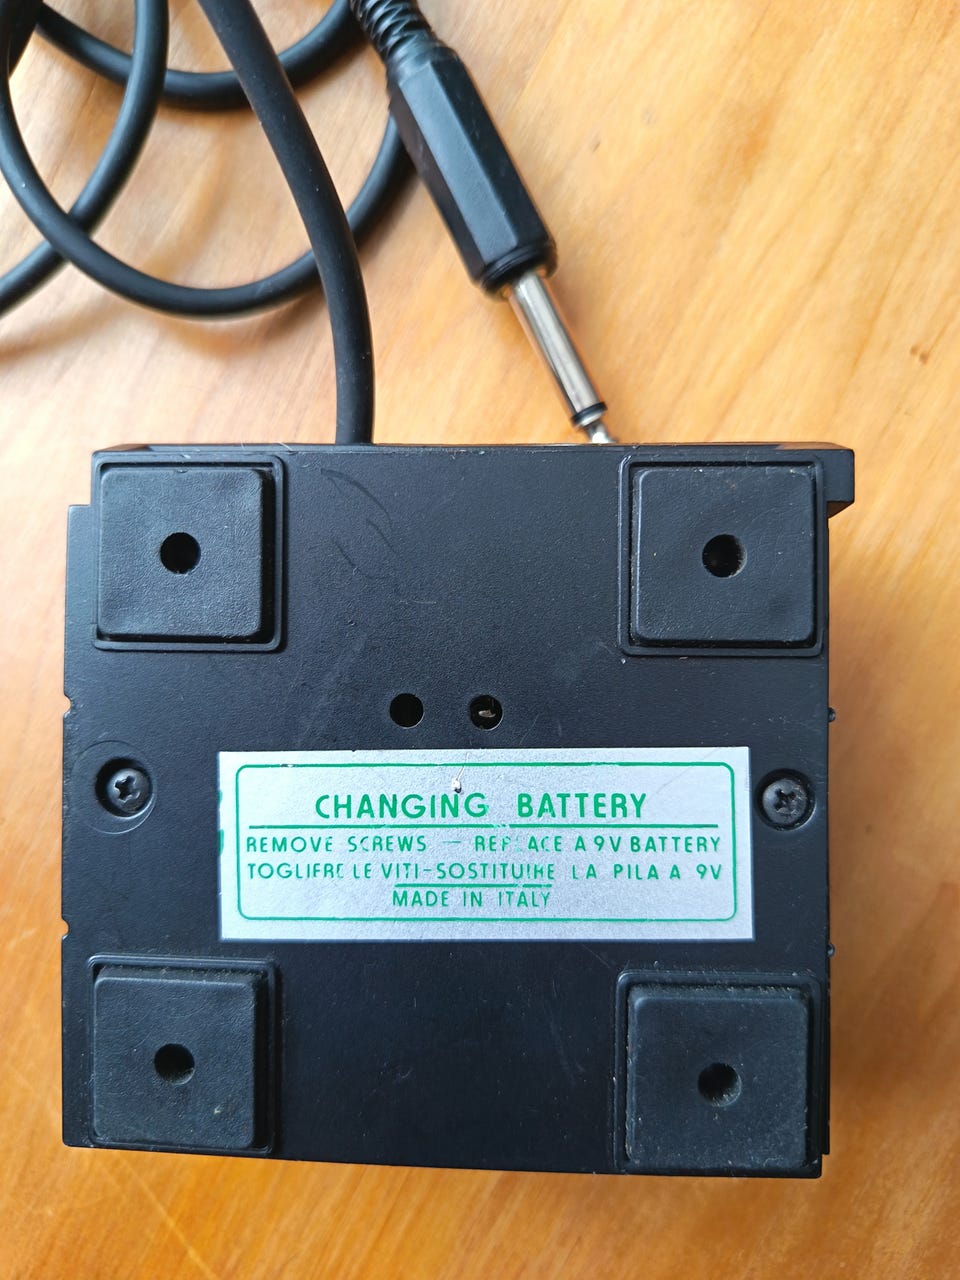 CHANGING BATTERY
REMOVE SCREWS — REPLACE A 9V BATTERY
TOGLIERE LE VITI-SOSTITUIRE LA PILA A 9V
MADE IN ITALY